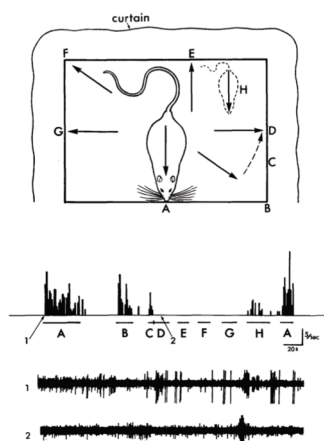 curtain
F E
H
G D
C
A B
1 A B C D 2 E F G H A 5/sec
20s
1
2